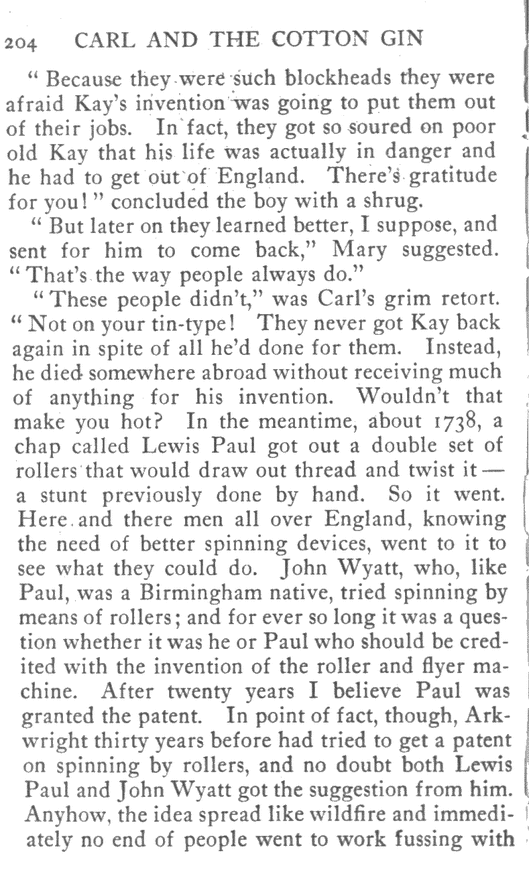 204 CARL AND THE COTTON GIN
“ Because they were such blockheads they were
afraid Kay’s invention was going to put them out
of their jobs. In fact, they got so soured on poor
old Kay that his life was actually in danger and
he had to get out of England. There’s gratitude
for you! ” concluded the boy with a shrug.
“ But later on they learned better, I suppose, and
sent for him to come back,” Mary suggested.
“ That’s the way people always do.”
“ These people didn’t,” was Carl’s grim retort.
“ Not on your tin-type! They never got Kay back
again in spite of all he’d done for them. Instead,
he died somewhere abroad without receiving much
of anything for his invention. Wouldn’t that
make you hot? In the meantime, about 1738, a
chap called Lewis Paul got out a double set of
rollers that would draw out thread and twist it —
a stunt previously done by hand. So it went.
Here and there men all over England, knowing
the need of better spinning devices, went to it to
see what they could do. John Wyatt, who, like
Paul, was a Birmingham native, tried spinning by
means of rollers; and for ever so long it was a ques-
tion whether it was he or Paul who should be cred-
ited with the invention of the roller and flyer ma-
chine. After twenty years I believe Paul was
granted the patent. In point of fact, though, Ark-
wright thirty years before had tried to get a patent
on spinning by rollers, and no doubt both Lewis
Paul and John Wyatt got the suggestion from him.
Anyhow, the idea spread like wildfire and immedi-
ately no end of people went to work fussing with